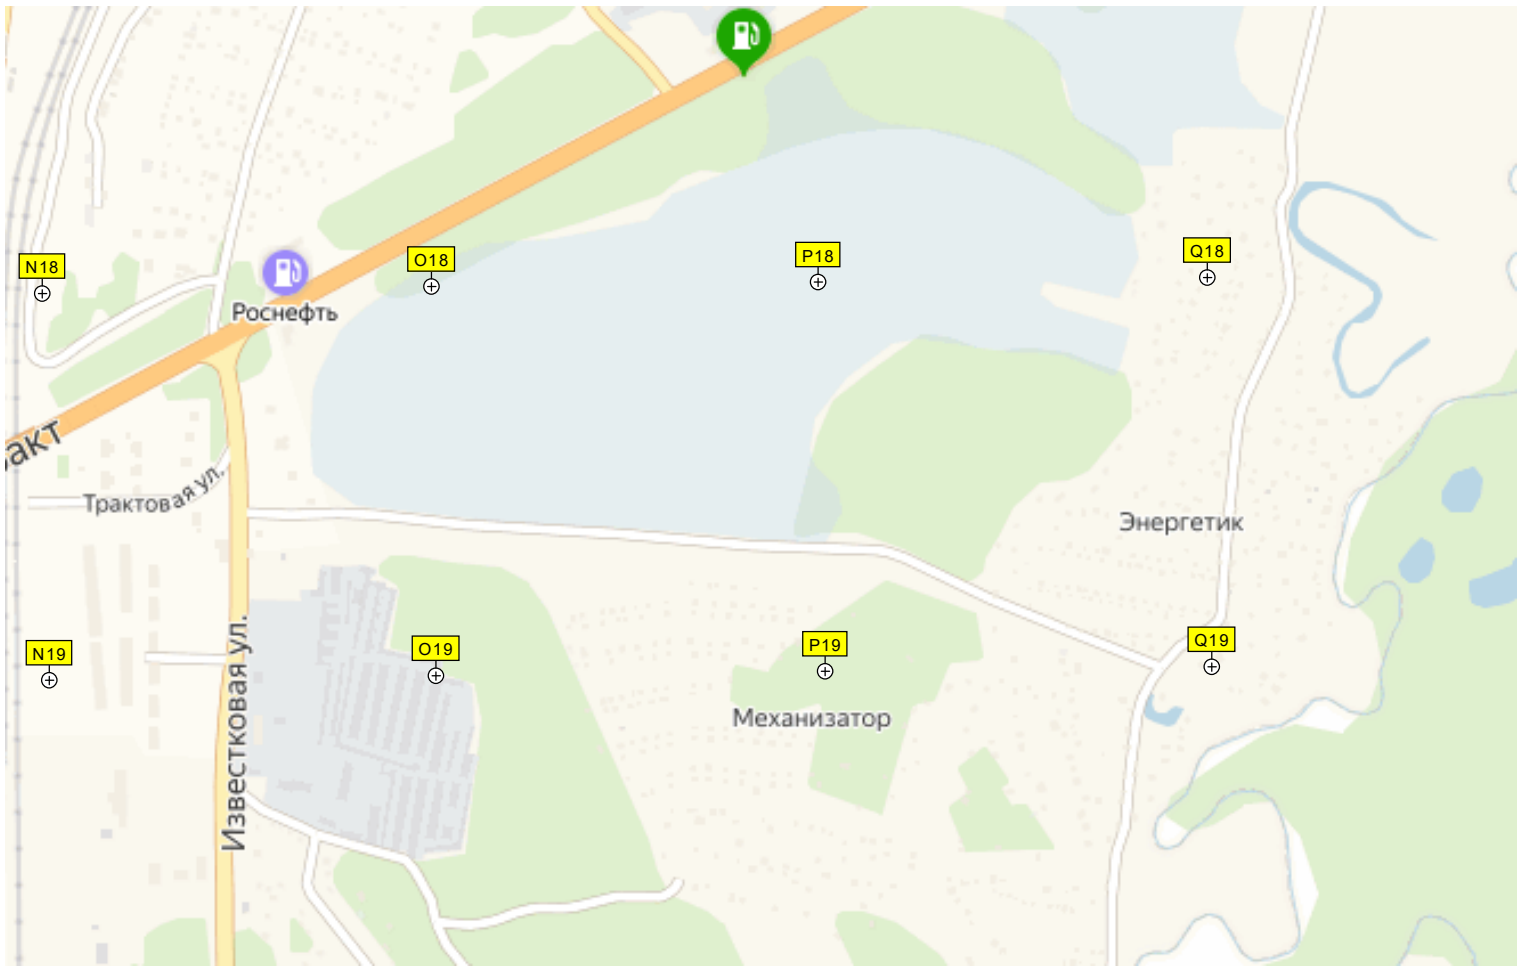 P18
Q18
O18
N18
Роснефть
акт
Трактовая ул.
Энергетик
Q19
P19
O19
N19
Механизатор
Известковая ул.